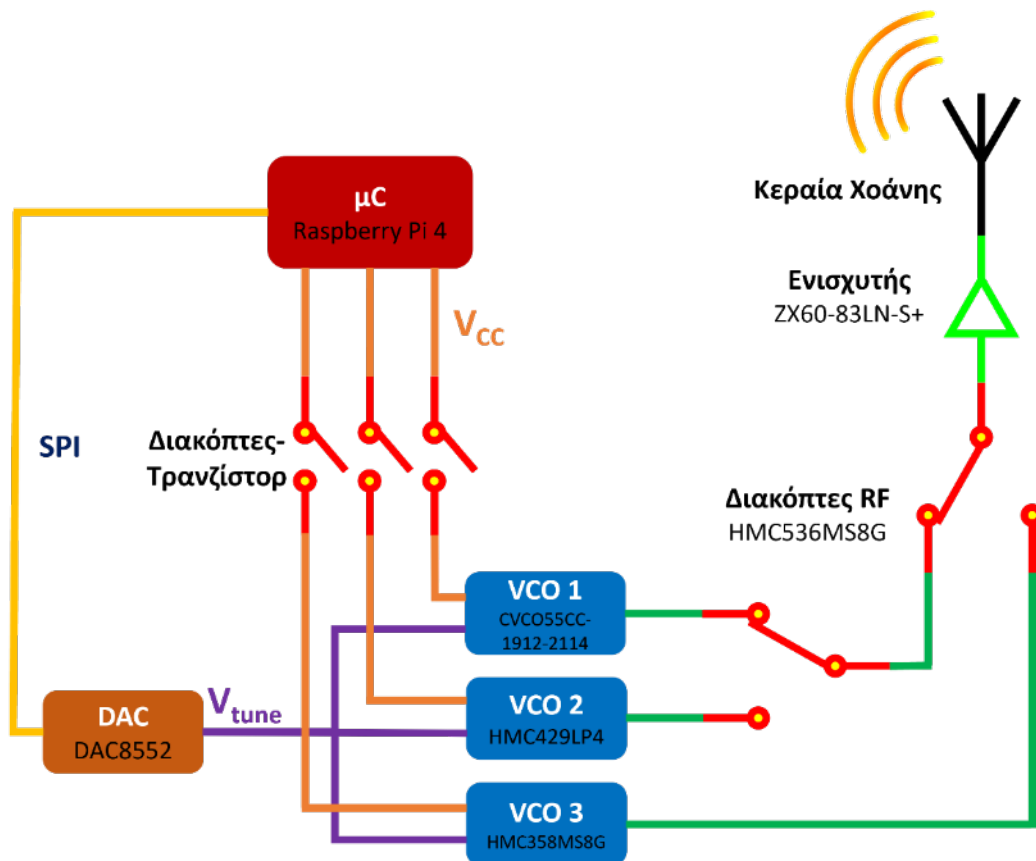 μC
Raspberry Pi 4
Κεραία Χοάνης
Ενισχυτής
ZX60-83LN-S+
VCC
SPI
Διακόπτες-
Τρανζίστορ
Διακόπτες RF
HMC536MS8G
VCO 1
CVCO55CC-
1912-2114
Vtune
DAC
DAC8552
VCO 2
HMC429LP4
VCO 3
HMC358MS8G